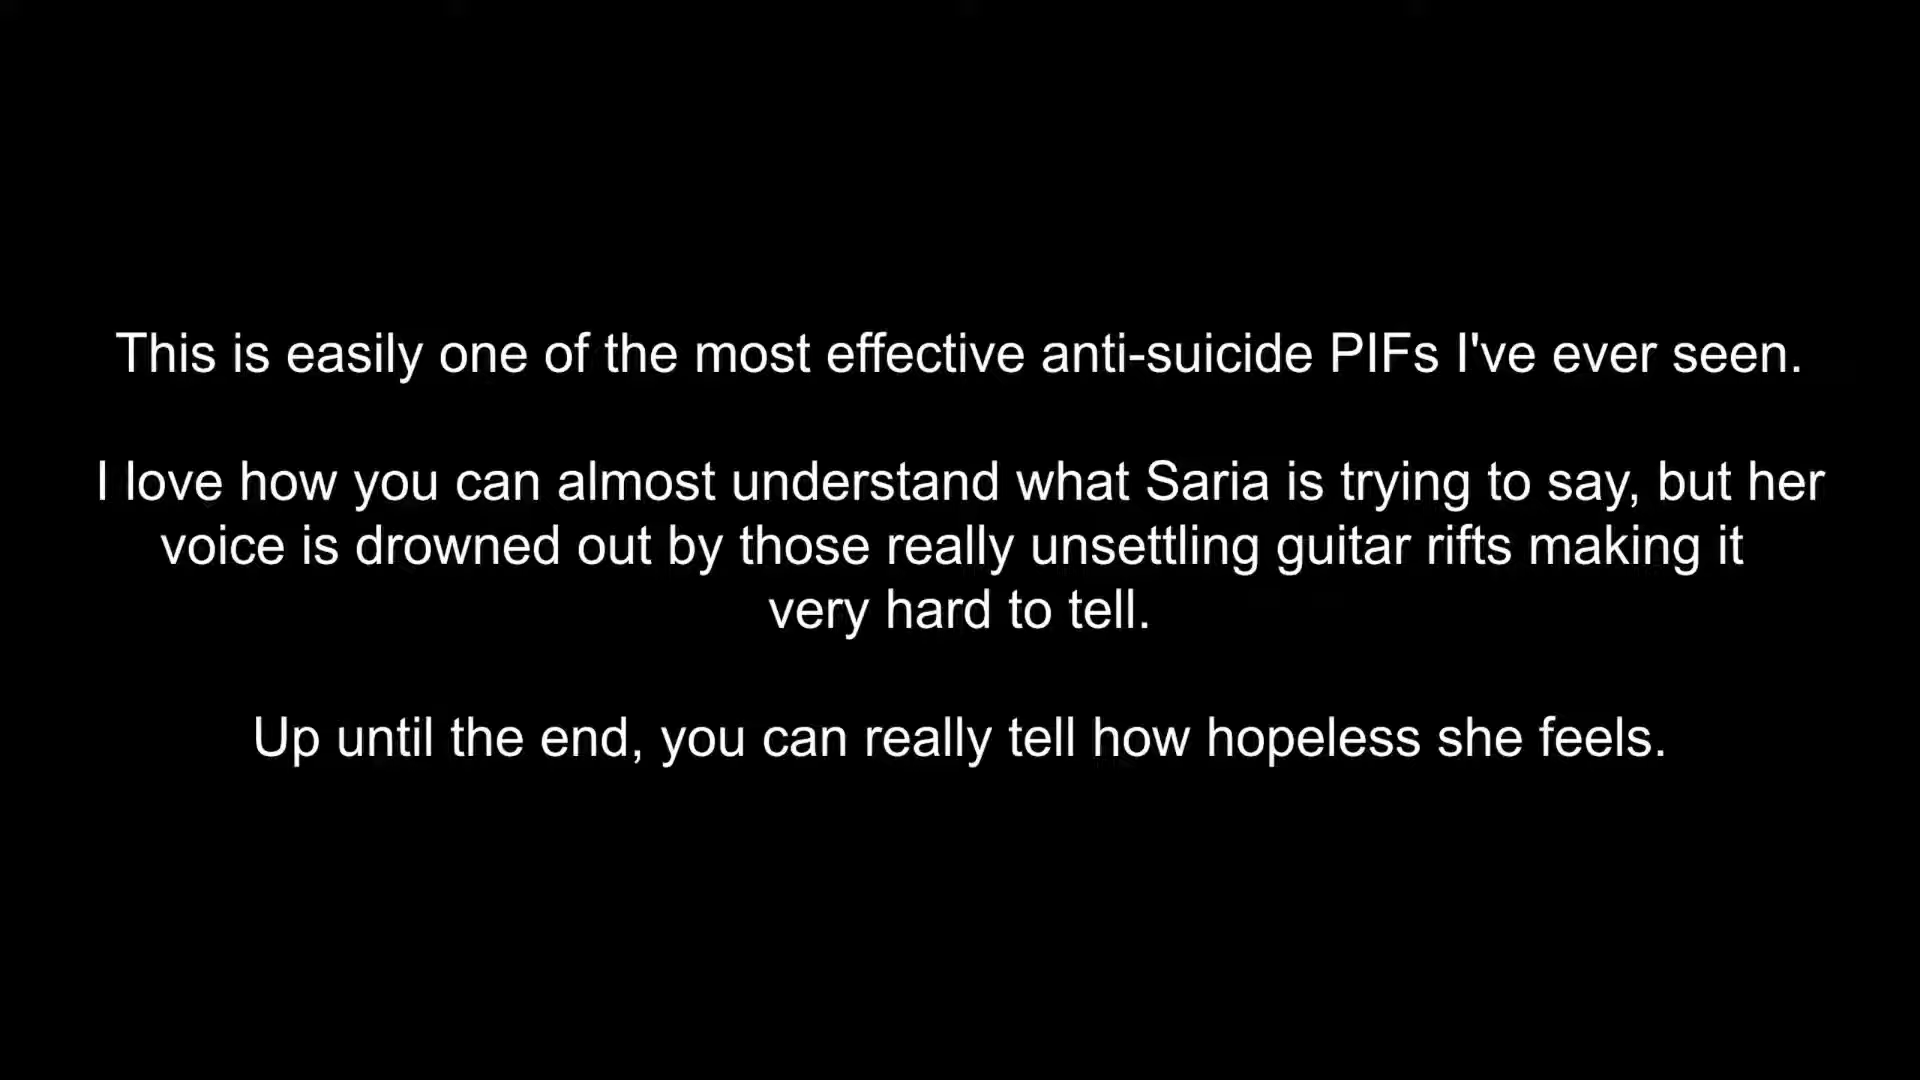 This is easily one of the most effective anti-suicide PIFs I've ever seen.
I love how you can almost understand what Saria is trying to say, but her
voice is drowned out by those really unsettling guitar rifts making it
very hard to tell.
Up until the end, you can really tell how hopeless she feels.